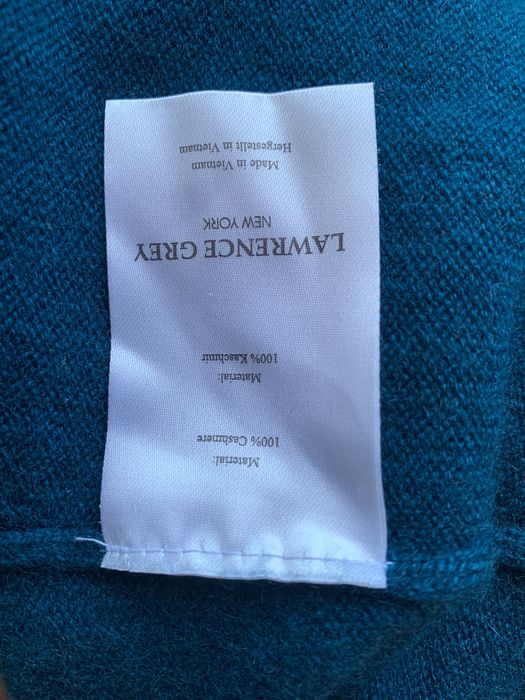 Material:
100% Cashmere
Material:
100% Kaschmir
LAWRENCE GREY
NEW YORK
Made in Vietnam
Hergestellt in Vietnam